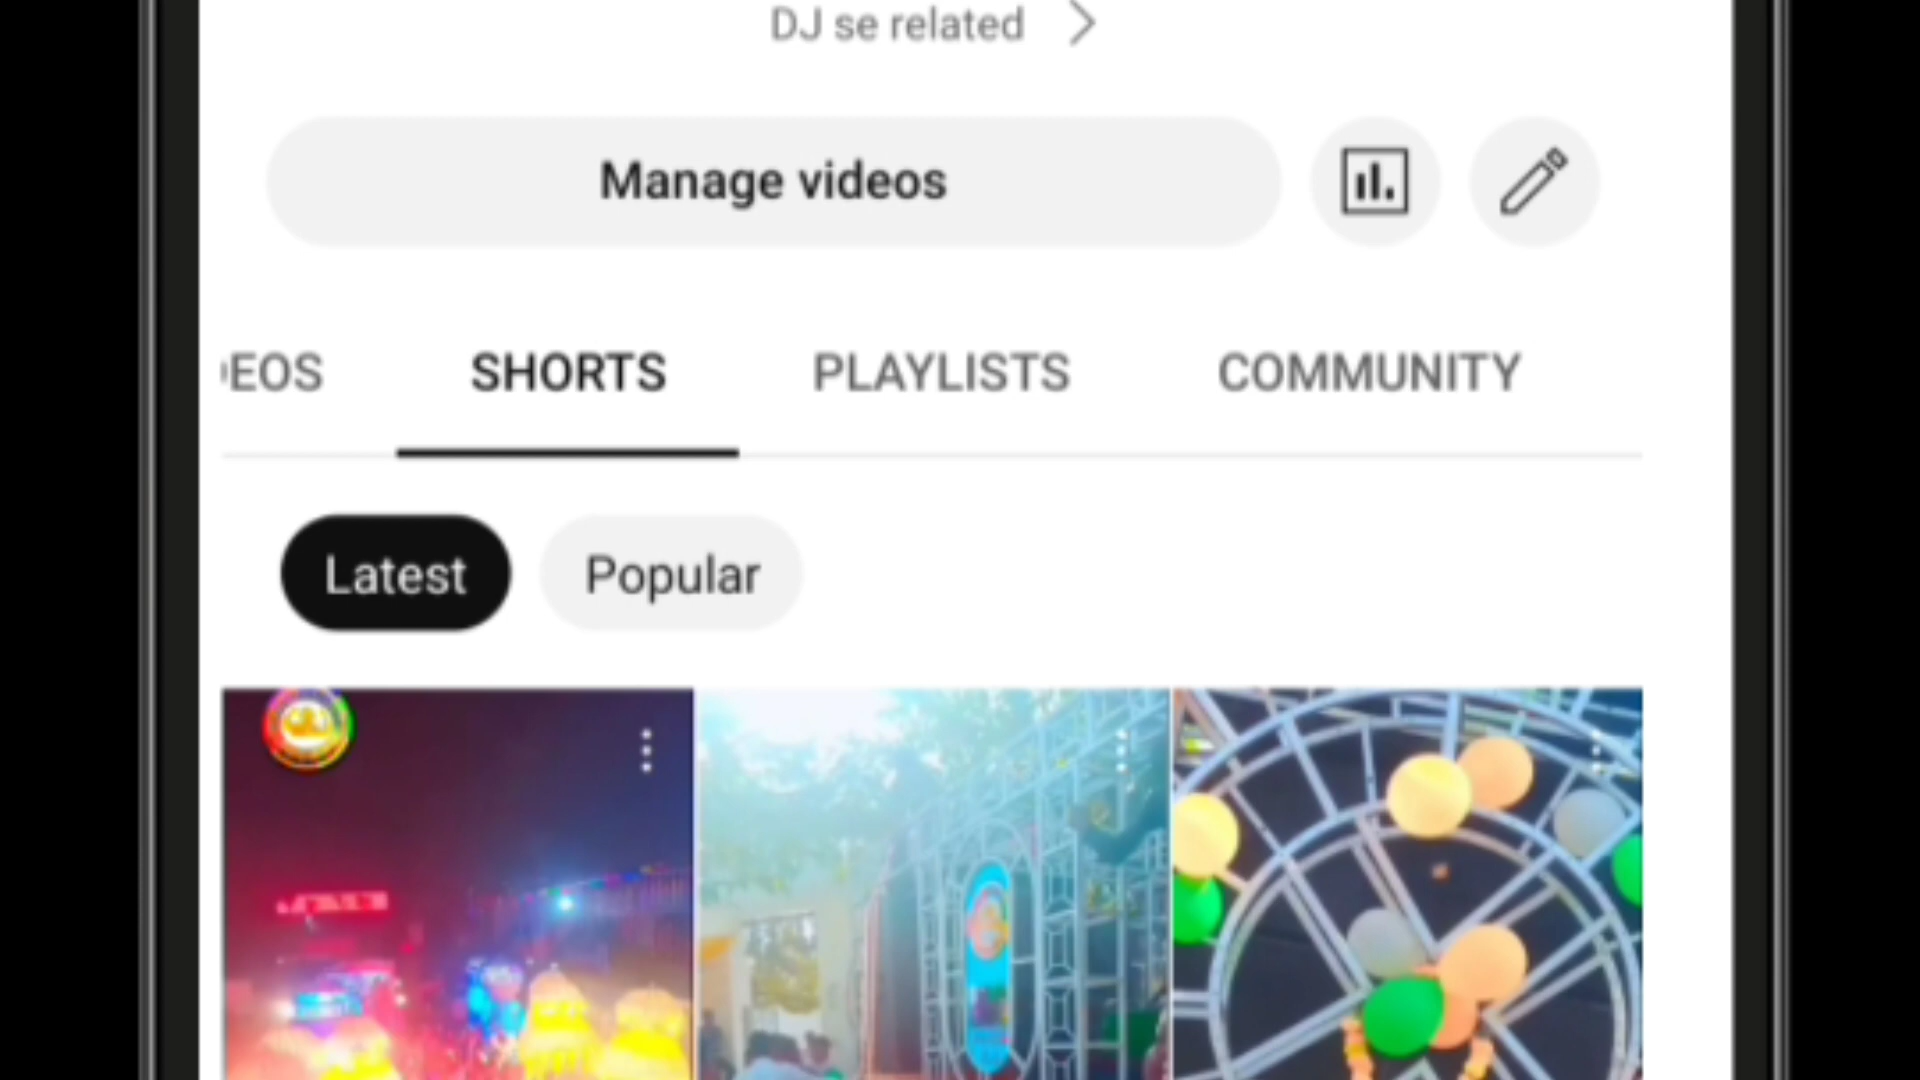 DJ se related
Manage videos
EOS SHORTS PLAYLISTS COMMUNITY
Latest Popular